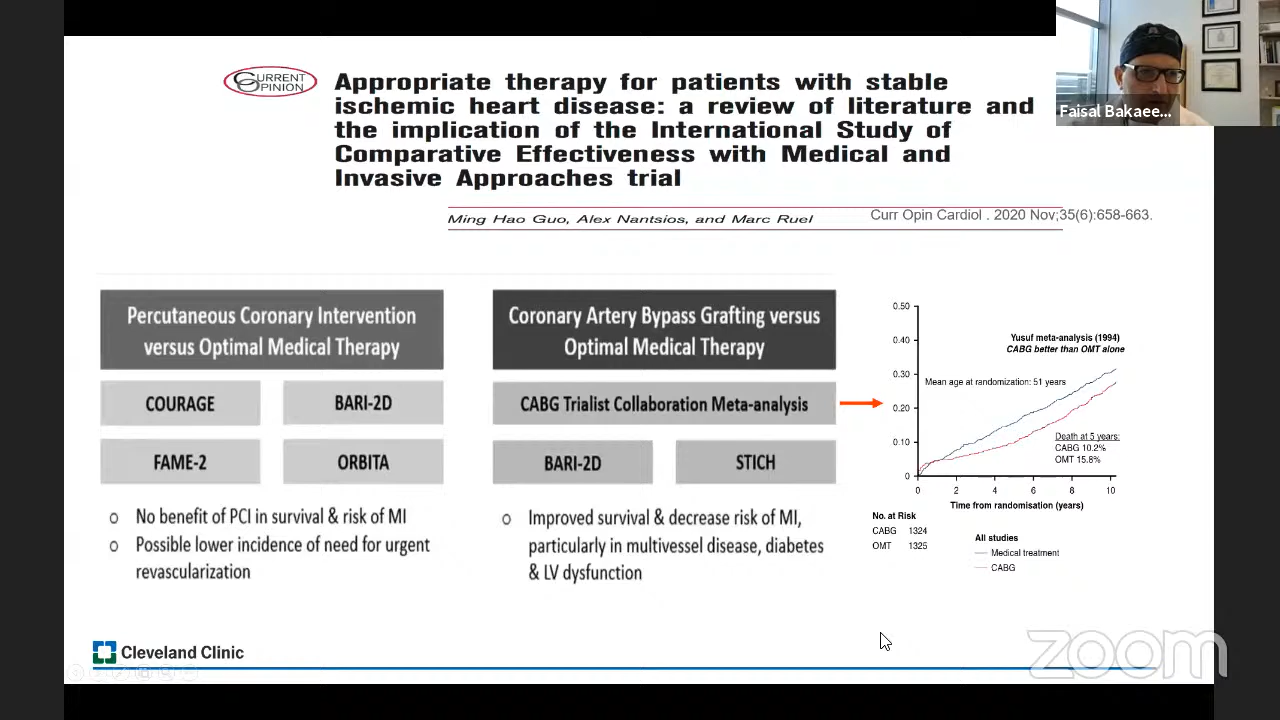 CURRENT
OPINION
Appropriate therapy for patients with stable
ischemic heart disease: a review of literature and
the implication of the International Study of
Comparative Effectiveness with Medical and
Invasive Approaches trial
Faisal Bakaee...
Ming Hao Guo, Alex Nantsios, and Marc Ruel
Curr Opin Cardiol . 2020 Nov;35(6):658-663.
Percutaneous Coronary Intervention
versus Optimal Medical Therapy
COURAGE
BARI-2D
FAME-2
ORBITA
o No benefit of PCI in survival & risk of MI
o Possible lower incidence of need for urgent
revascularization
Coronary Artery Bypass Grafting versus
Optimal Medical Therapy
CABG Trialist Collaboration Meta-analysis
BARI-2D
STICH
o Improved survival & decrease risk of MI,
particularly in multivessel disease, diabetes
& LV dysfunction
0.50
0.40
0.30
0.20
0.10
0
Yusuf meta-analysis (1994)
CABG better than OMT alone
Mean age at randomization: 51 years
Death at 5 years:
CABG 10.2%
OMT 15.8%
0 2 4 6 8 10
Time from randomisation (years)
No. at Risk
CABG 1324
OMT 1325
All studies
Medical treatment
CABG
Cleveland Clinic
zoom